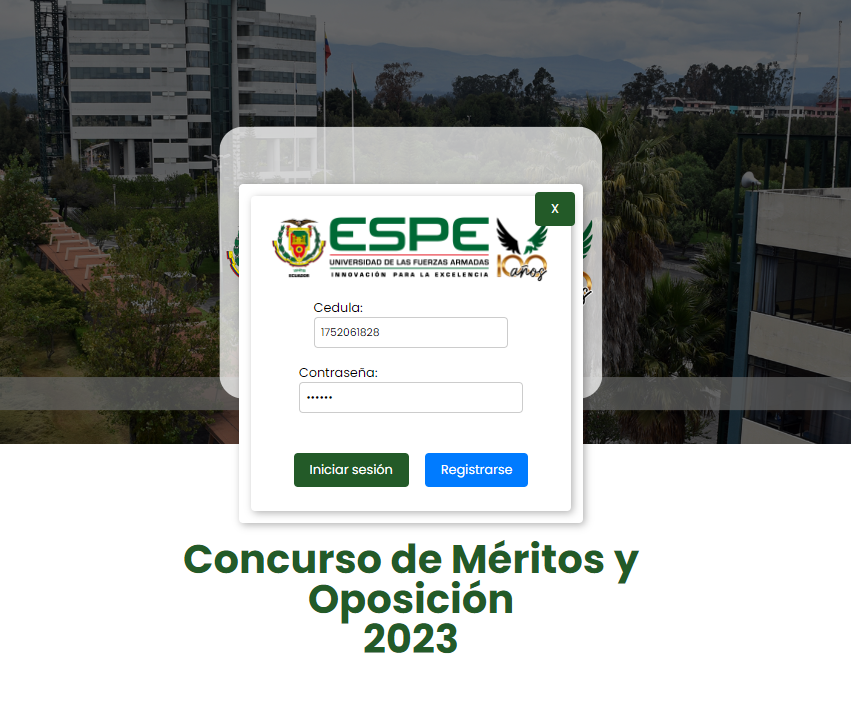 X
ESPE
UNIVERSIDAD DE LAS FUERZAS ARMADAS
INNOVACIÓN PARA LA EXCELENCIA
ECUADOR
100 años
Cedula:
1752061828
Contraseña:
••••••
Iniciar sesión
Registrarse
Concurso de Méritos y
Oposición
2023